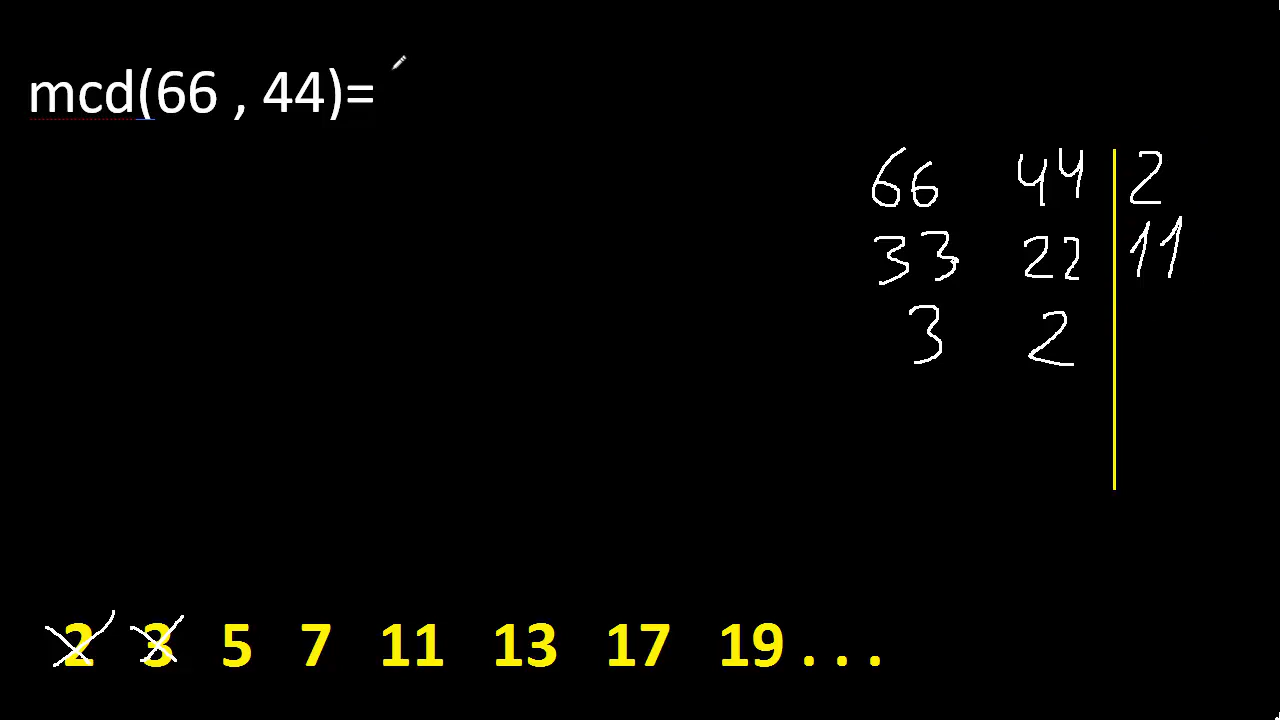 mcd(66 , 44)=
66 44 2
33 22 11
3 2
2 3 5 7 11 13 17 19 . . .